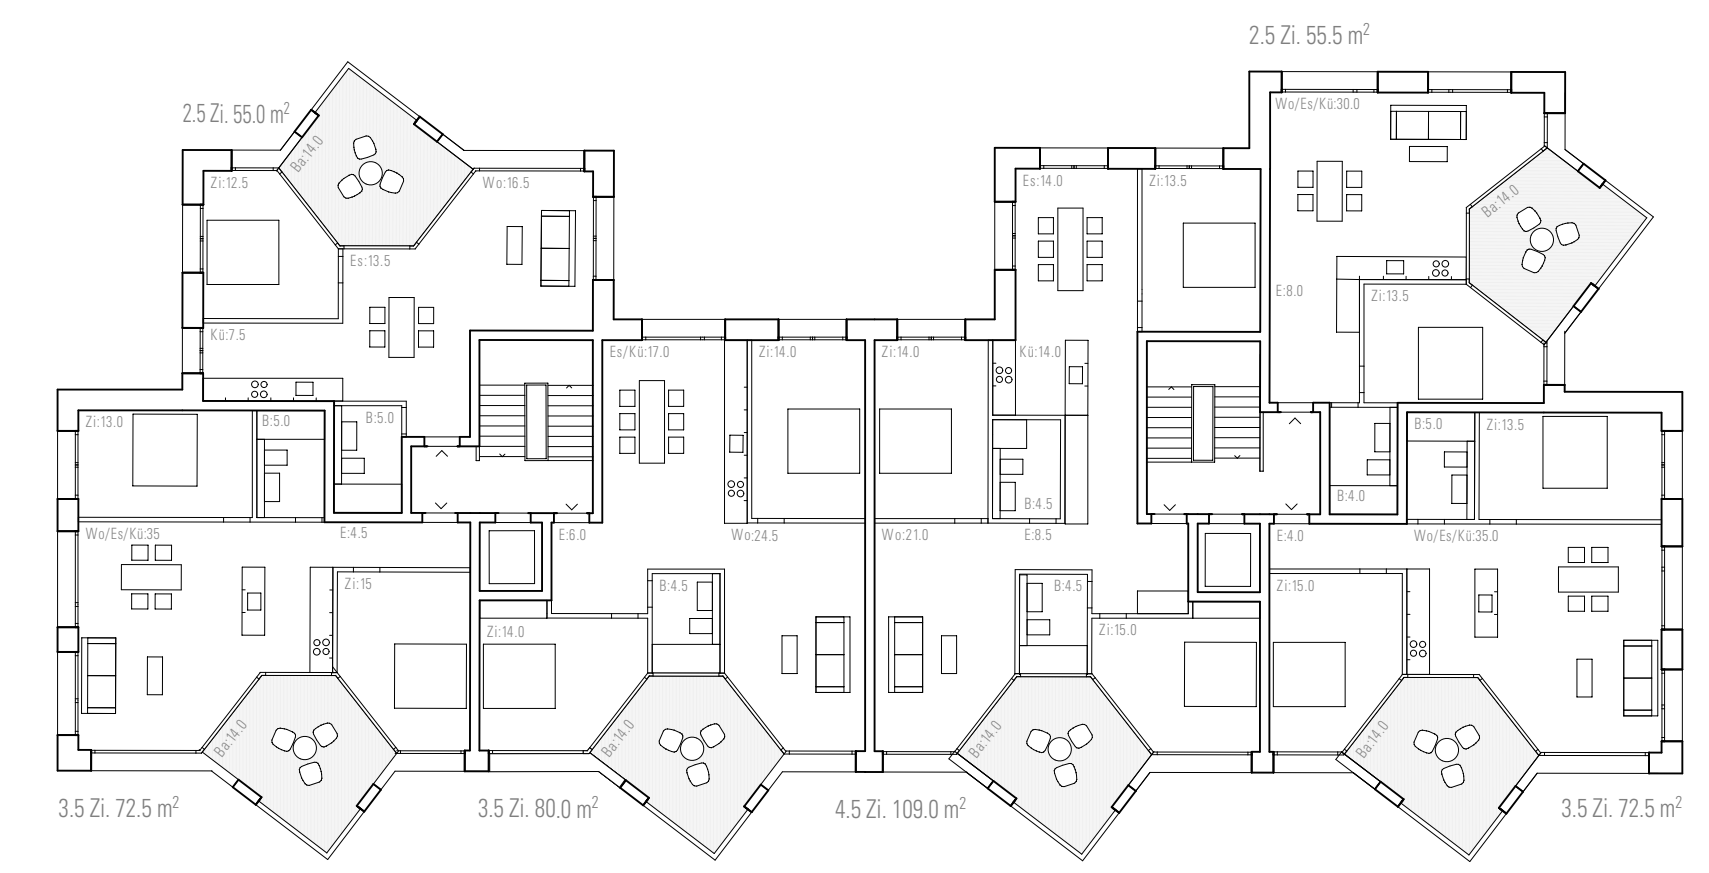 2.5 Zi. 55.5 m²
2.5 Zi. 55.0 m²
Wo/Es/Kü:30.0
Ba:14.0
Zi:12.5
Wo:16.5
Es:14.0
Zi:13.5
Ba:14.0
Es:13.5
E:8.0
Zi:13.5
Kü:7.5
Es/Kü:17.0
Zi:14.0
Zi:14.0
Kü:14.0
Zi:13.0
B:5.0
B:5.0
B:5.0
Zi:13.5
B:4.5
B:4.0
Wo/Es/Kü:35
E:4.5
E:6.0
Wo:24.5
Wo:21.0
E:8.5
E:4.0
Wo/Es/Kü:35.0
Zi:15
B:4.5
B:4.5
Zi:15.0
Zi:14.0
Zi:15.0
Ba:14.0
Ba:14.0
Ba:14.0
Ba:14.0
3.5 Zi. 72.5 m²
3.5 Zi. 80.0 m²
4.5 Zi. 109.0 m²
3.5 Zi. 72.5 m²